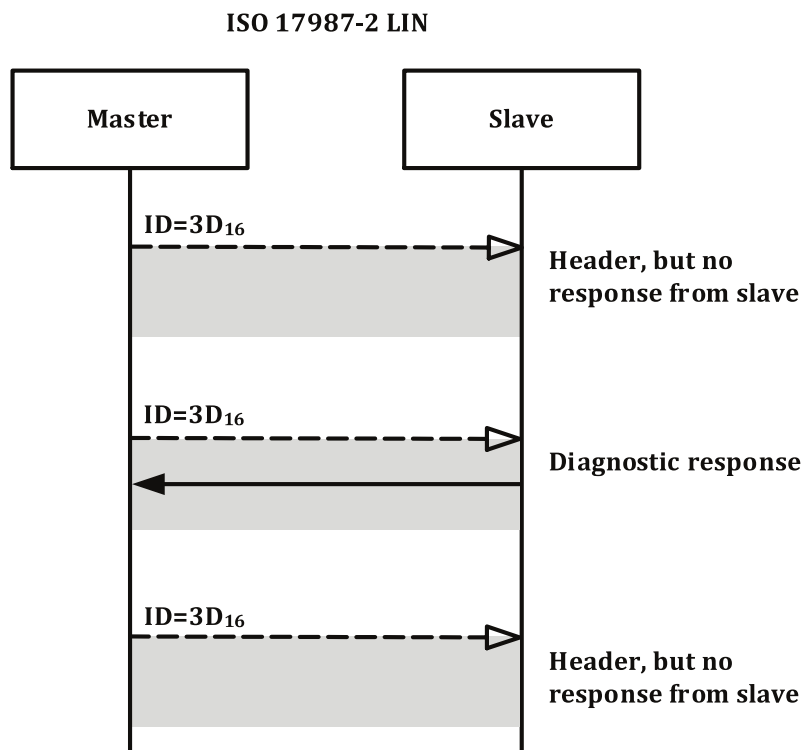 ISO 17987-2 LIN
Master
Slave
ID=3D₁₆
Header, but no
response from slave
ID=3D₁₆
Diagnostic response
ID=3D₁₆
Header, but no
response from slave